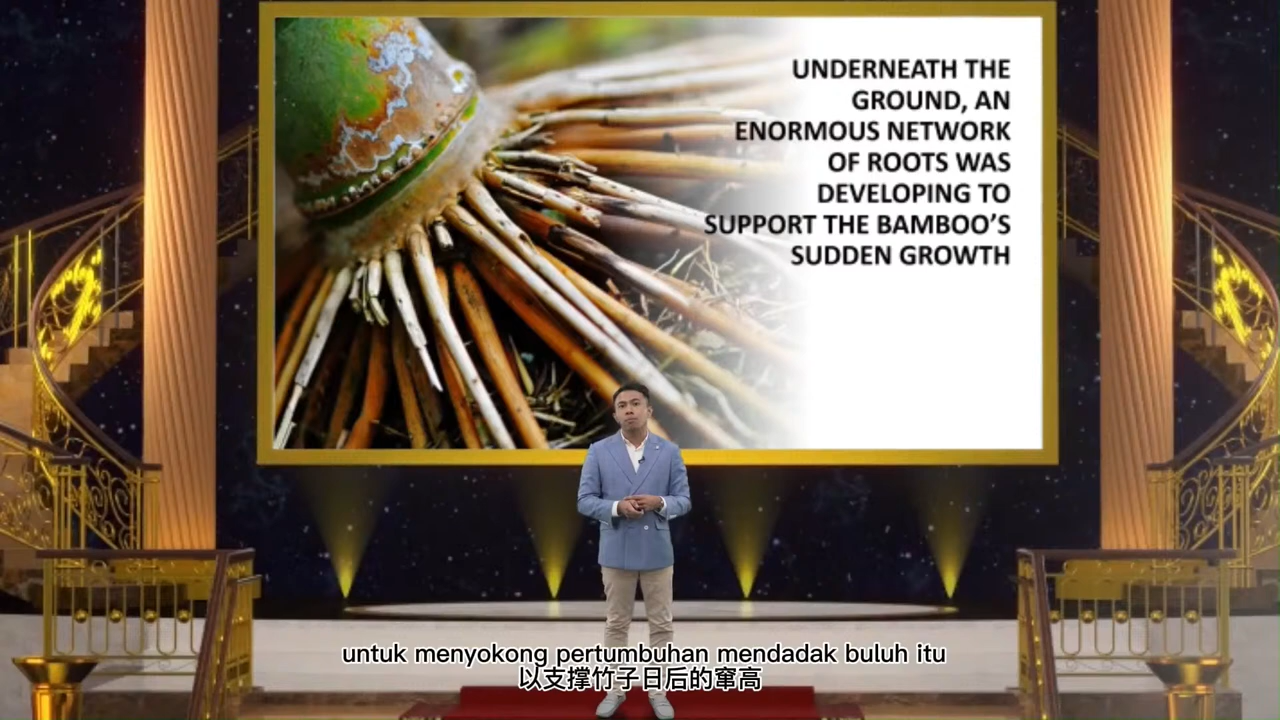 UNDERNEATH THE
GROUND, AN
ENORMOUS NETWORK
OF ROOTS WAS
DEVELOPING TO
SUPPORT THE BAMBOO’S
SUDDEN GROWTH
untuk menyokong pertumbuhan mendadak buluh itu
以支撑竹子日后的窜高